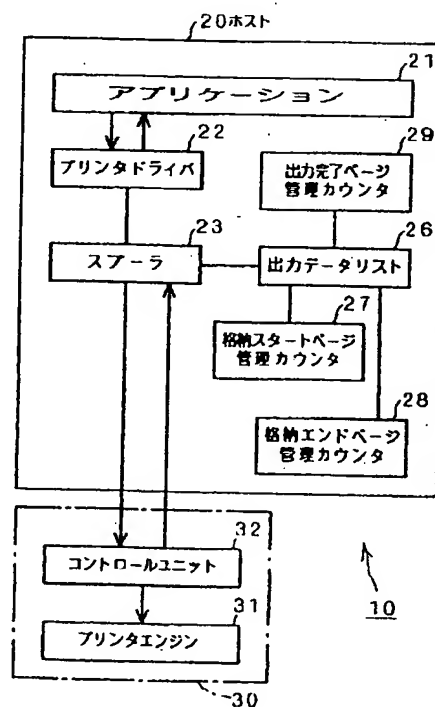 20ホスト
21
アプリケーション
22
プリンタドライバ
29
出力完了ページ
管理カウンタ
23
スプーラ
26
出力データリスト
27
格納スタートページ
管理カウンタ
28
格納エンドページ
管理カウンタ
32
コントロールユニット
31
プリンタエンジン
10
30